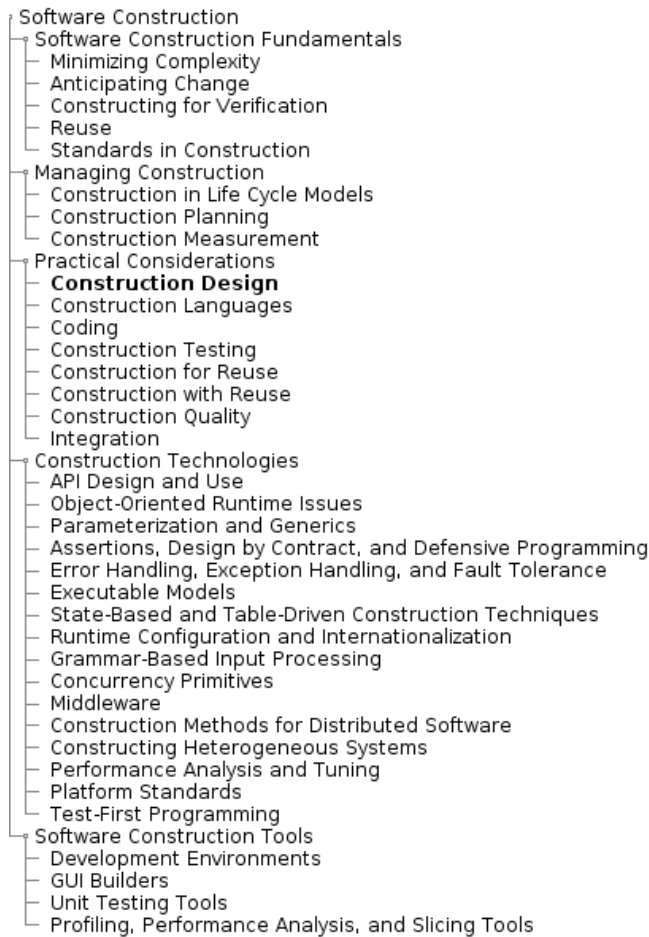 Software Construction
Software Construction Fundamentals
Minimizing Complexity
Anticipating Change
Constructing for Verification
Reuse
Standards in Construction
Managing Construction
Construction in Life Cycle Models
Construction Planning
Construction Measurement
Practical Considerations
Construction Design
Construction Languages
Coding
Construction Testing
Construction for Reuse
Construction with Reuse
Construction Quality
Integration
Construction Technologies
API Design and Use
Object-Oriented Runtime Issues
Parameterization and Generics
Assertions, Design by Contract, and Defensive Programming
Error Handling, Exception Handling, and Fault Tolerance
Executable Models
State-Based and Table-Driven Construction Techniques
Runtime Configuration and Internationalization
Grammar-Based Input Processing
Concurrency Primitives
Middleware
Construction Methods for Distributed Software
Constructing Heterogeneous Systems
Performance Analysis and Tuning
Platform Standards
Test-First Programming
Software Construction Tools
Development Environments
GUI Builders
Unit Testing Tools
Profiling, Performance Analysis, and Slicing Tools